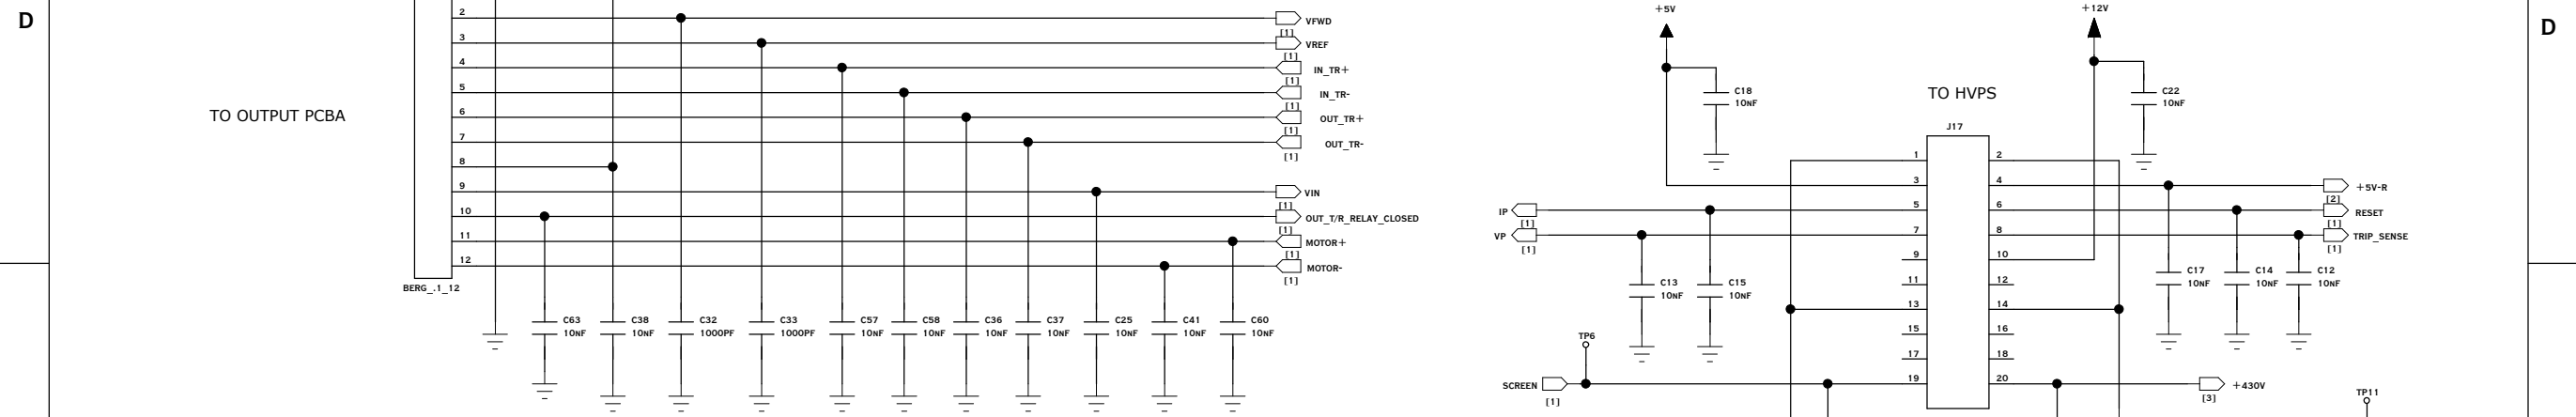 D
D
TO OUTPUT PCBA
2
3
4
5
6
7
8
9
10
11
12
BERG_.1_12
VFWD
[1]
VREF
[1]
IN_TR+
[1]
IN_TR-
[1]
OUT_TR+
[1]
OUT_TR-
[1]
VIN
[1]
OUT_T/R_RELAY_CLOSED
[1]
MOTOR+
[1]
MOTOR-
[1]
C63
10NF
C38
10NF
C32
1000PF
C33
1000PF
C57
10NF
C58
10NF
C36
10NF
C37
10NF
C25
10NF
C41
10NF
C60
10NF
+5V
C18
10NF
+12V
C22
10NF
TO HVPS
J17
1
2
3
4
5
6
7
8
9
10
11
12
13
14
15
16
17
18
19
20
IP
[1]
VP
[1]
C13
10NF
C15
10NF
TP6
SCREEN
[1]
+5V-R
[2]
RESET
[1]
TRIP_SENSE
[1]
C17
10NF
C14
10NF
C12
10NF
+430V
[3]
TP11